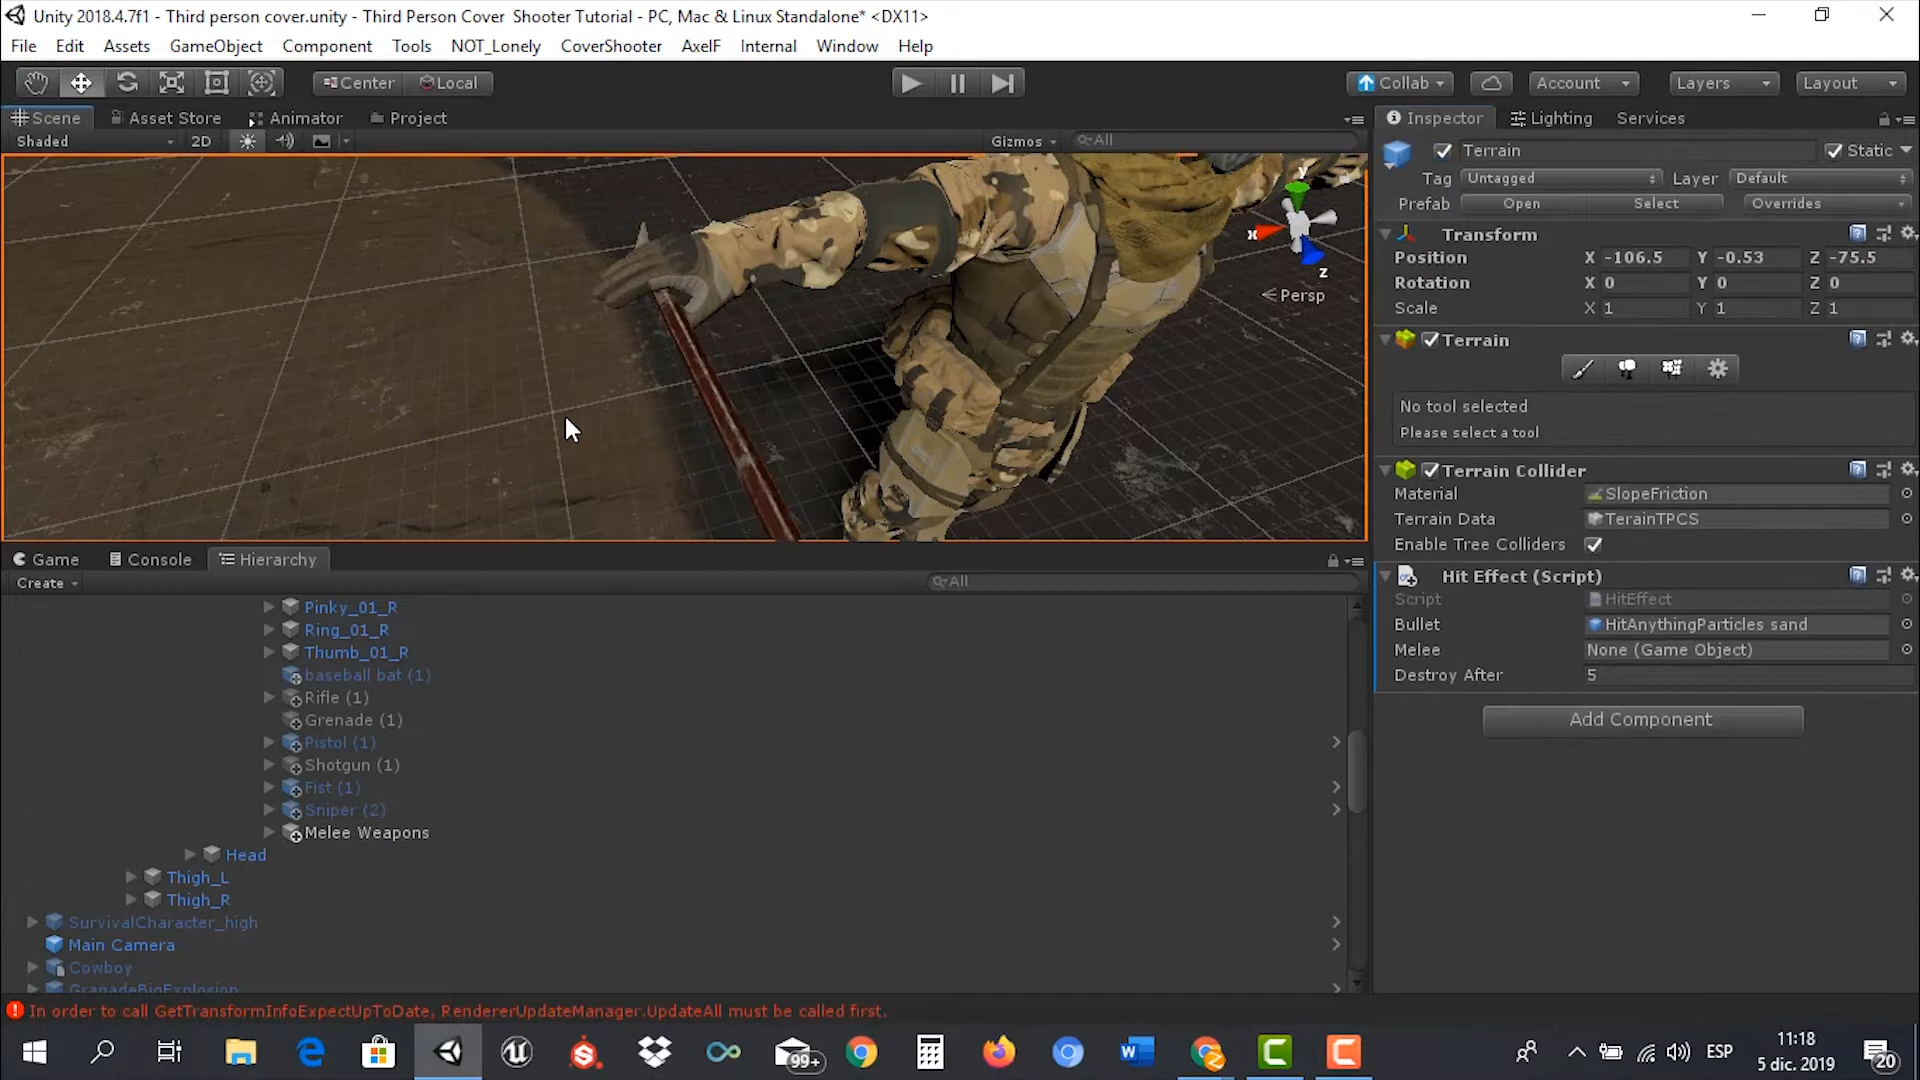 Unity 2018.4.7f1 - Third person cover.unity - Third Person Cover  Shooter Tutorial - PC, Mac & Linux Standalone* <DX11>
File Edit Assets GameObject Component Tools NOT_Lonely CoverShooter AxelF Internal Window Help
Center Local Collab Account Layers Layout
Scene Asset Store Animator Project
Shaded 2D Gizmos All
y
x
z
Persp
Game Console Hierarchy
Create All
Pinky_01_R
Ring_01_R
Thumb_01_R
baseball bat (1)
Rifle (1)
Grenade (1)
Pistol (1)
Shotgun (1)
Fist (1)
Sniper (2)
Melee Weapons
Head
Thigh_L
Thigh_R
SurvivalCharacter_high
Main Camera
Cowboy
GranadeBigExplosion
Inspector Lighting Services
Terrain Static
Tag Untagged Layer Default
Prefab Open Select Overrides
Transform
Position X -106.5 Y -0.53 Z -75.5
Rotation X 0 Y 0 Z 0
Scale X 1 Y 1 Z 1
Terrain
No tool selected
Please select a tool
Terrain Collider
Material SlopeFriction
Terrain Data TerainTPCS
Enable Tree Colliders
Hit Effect (Script)
Script HitEffect
Bullet HitAnythingParticles sand
Melee None (Game Object)
Destroy After 5
Add Component
In order to call GetTransformInfoExpectUpToDate, RendererUpdateManager.UpdateAll must be called first.
99+
ESP
11:18
5 dic. 2019
20